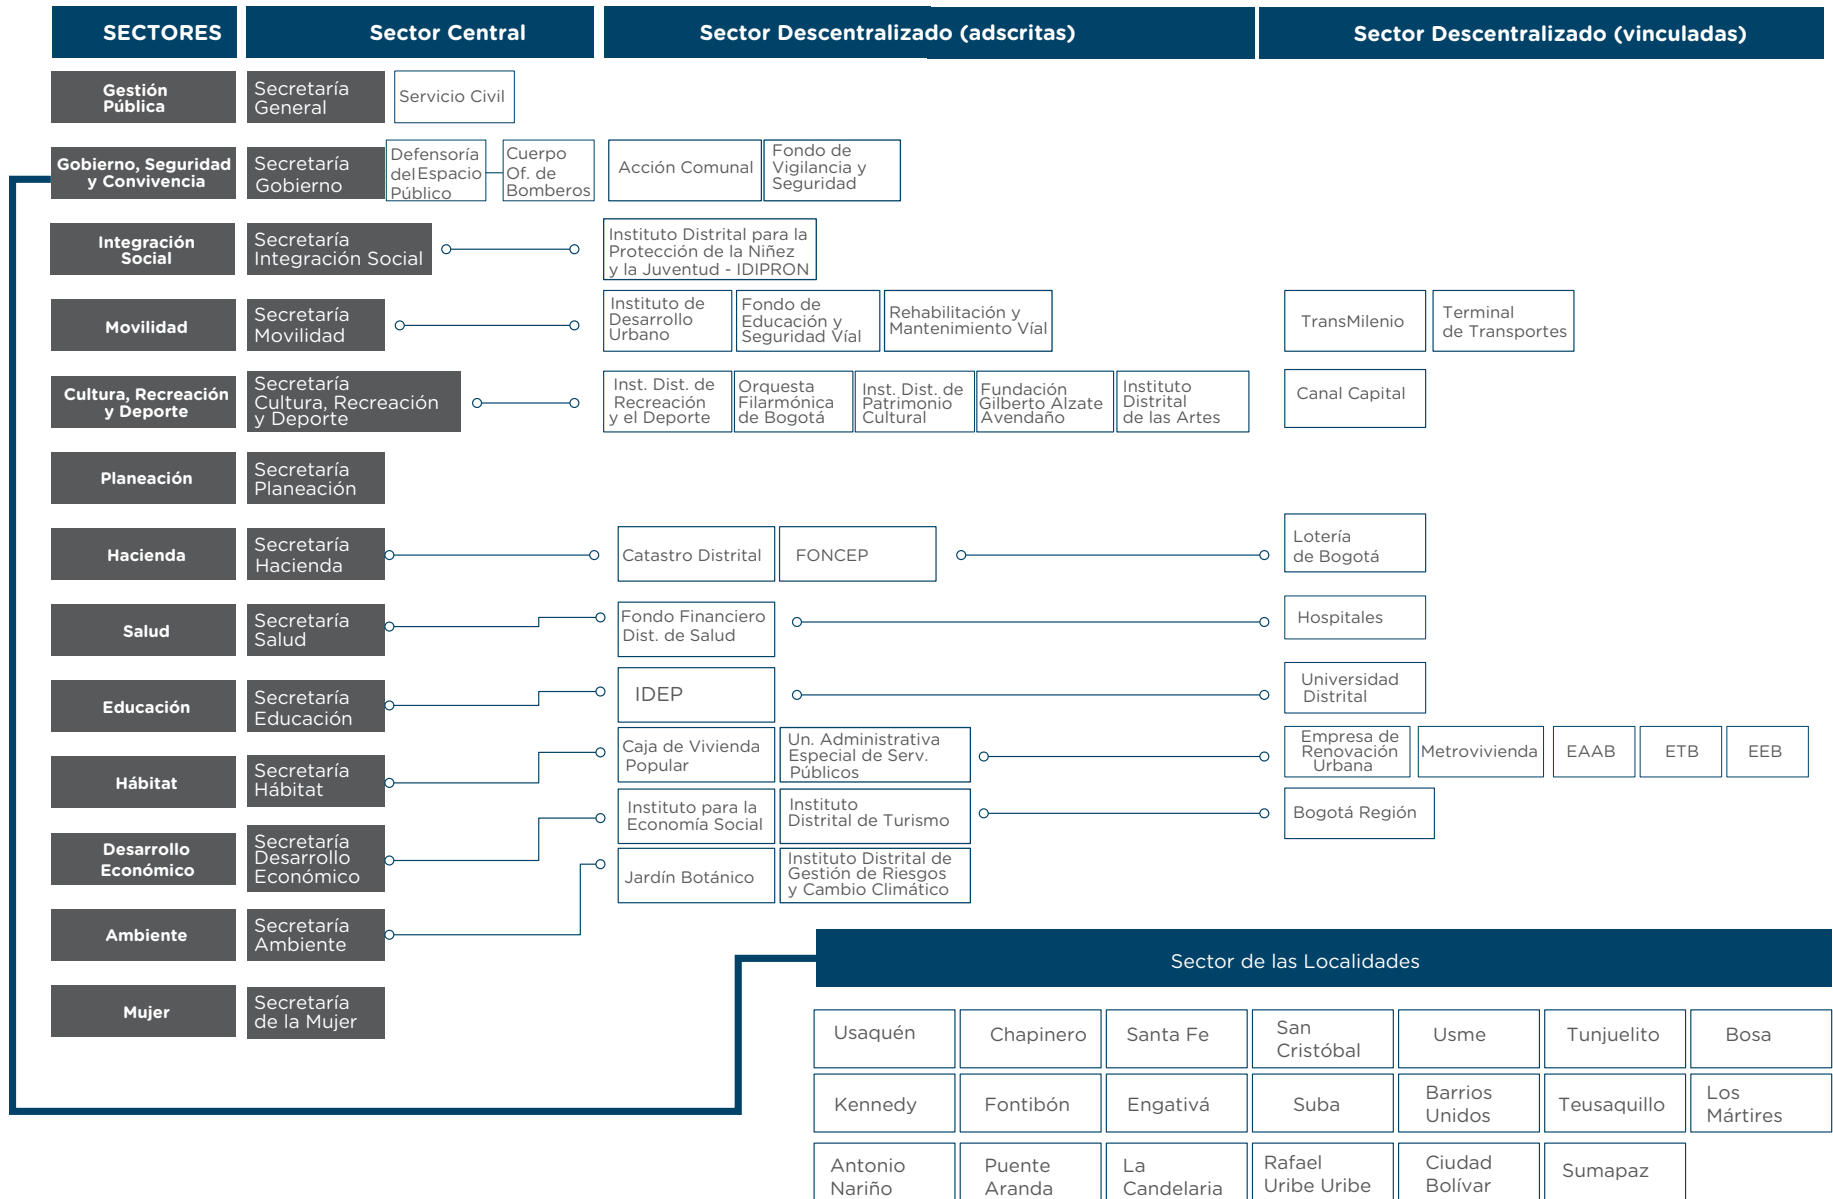 SECTORES
Sector Central
Sector Descentralizado (adscritas)
Sector Descentralizado (vinculadas)
Gestión
Pública
Secretaría
General
Servicio Civil
Gobierno, Seguridad
y Convivencia
Secretaría
Gobierno
Defensoría
del Espacio
Público
Cuerpo
Of. de
Bomberos
Acción Comunal
Fondo de
Vigilancia y
Seguridad
Integración
Social
Secretaría
Integración Social
Instituto Distrital para la
Protección de la Niñez
y la Juventud - IDIPRON
Movilidad
Secretaría
Movilidad
Instituto de
Desarrollo
Urbano
Fondo de
Educación y
Seguridad Víal
Rehabilitación y
Mantenimiento Víal
TransMilenio
Terminal
de Transportes
Cultura, Recreación
y Deporte
Secretaría
Cultura, Recreación
y Deporte
Inst. Dist. de
Recreación
y el Deporte
Orquesta
Filarmónica
de Bogotá
Inst. Dist. de
Patrimonio
Cultural
Fundación
Gilberto Alzate
Avendaño
Instituto
Distrital
de las Artes
Canal Capital
Planeación
Secretaría
Planeación
Hacienda
Secretaría
Hacienda
Catastro Distrital
FONCEP
Lotería
de Bogotá
Salud
Secretaría
Salud
Fondo Financiero
Dist. de Salud
Hospitales
Educación
Secretaría
Educación
IDEP
Universidad
Distrital
Hábitat
Secretaría
Hábitat
Caja de Vivienda
Popular
Un. Administrativa
Especial de Serv.
Públicos
Empresa de
Renovación
Urbana
Metrovivienda
EAAB
ETB
EEB
Desarrollo
Económico
Secretaría
Desarrollo
Económico
Instituto para la
Economía Social
Instituto
Distrital de Turismo
Bogotá Región
Ambiente
Secretaría
Ambiente
Jardín Botánico
Instituto Distrital de
Gestión de Riesgos
y Cambio Climático
Mujer
Secretaría
de la Mujer
Sector de las Localidades
Usaquén
Chapinero
Santa Fe
San
Cristóbal
Usme
Tunjuelito
Bosa
Kennedy
Fontibón
Engativá
Suba
Barrios
Unidos
Teusaquillo
Los
Mártires
Antonio
Nariño
Puente
Aranda
La
Candelaria
Rafael
Uribe Uribe
Ciudad
Bolívar
Sumapaz